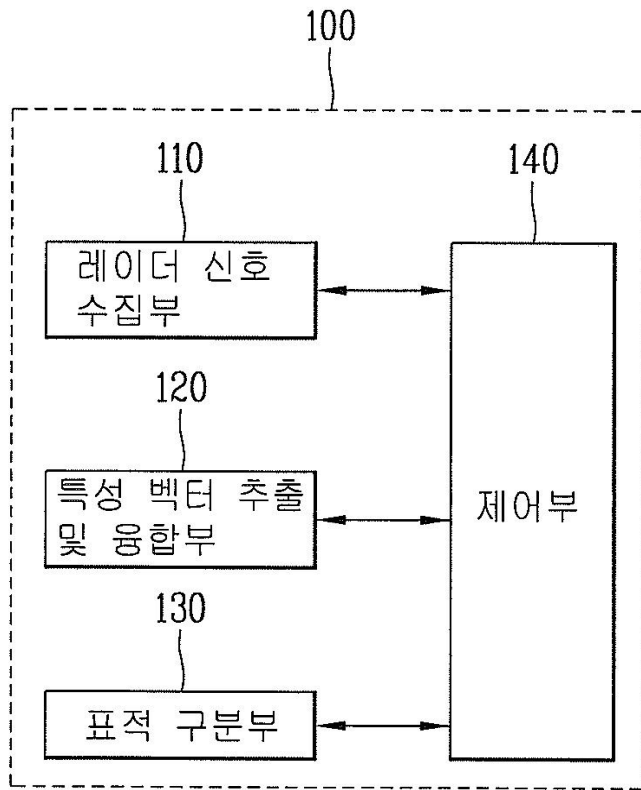 100
110
140
레이더 신호
수집부
120
특성 벡터 추출
및 융합부
제어부
130
표적 구분부